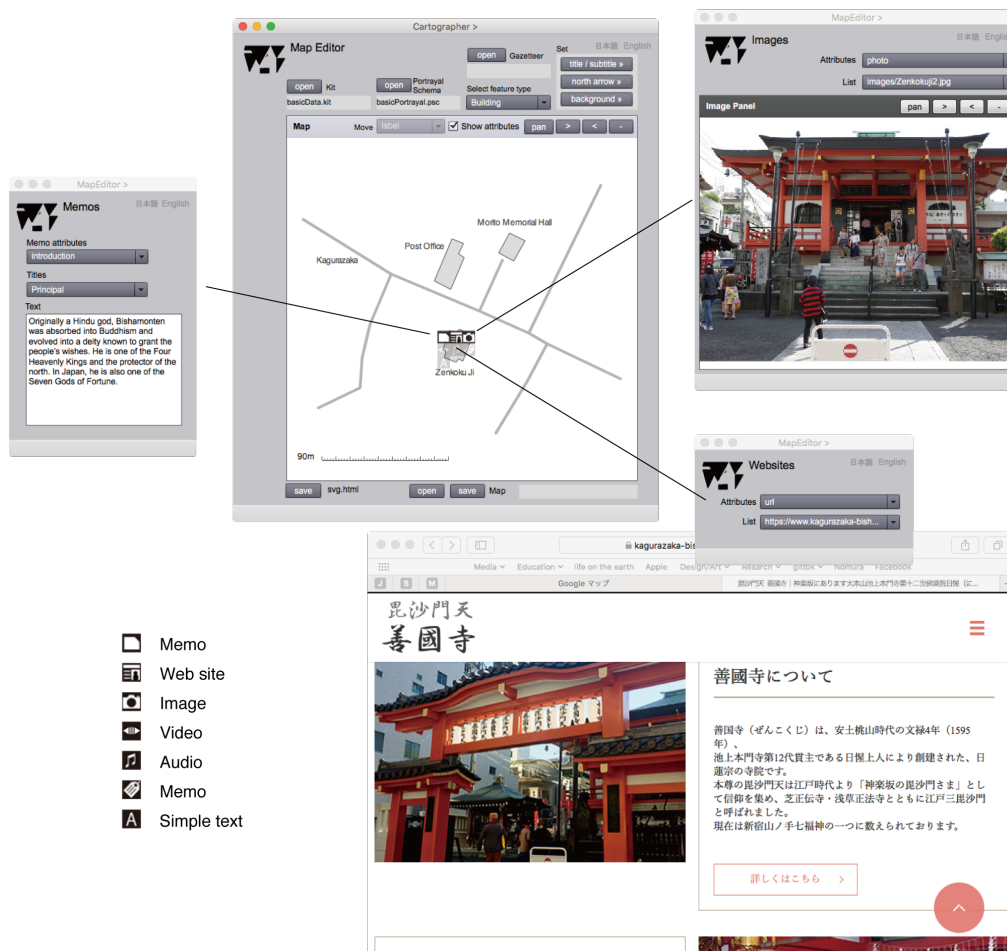 Cartographer >
Map Editor
日本語 English
open Gazetteer
Set
title / subtitle »
north arrow »
background »
open Kit
open Portrayal Schema
Select feature type
basicData.kit
basicPortrayal.psc
Building
Map
Move label
Show attributes
pan > < -
Morito Memorial Hall
Post Office
Kagurazaka
Zenkoku Ji
90m
save svg.html
open save Map
MapEditor >
Memos
日本語 English
Memo attributes
introduction
Titles
Principal
Text
Originally a Hindu god, Bishamonten
was absorbed into Buddhism and
evolved into a deity known to grant the
people's wishes. He is one of the Four
Heavenly Kings and the protector of the
north. In Japan, he is also one of the
Seven Gods of Fortune.
MapEditor >
Images
日本語 Englis
Attributes photo
List images/Zenkokuji2.jpg
Image Panel
pan > < -
MapEditor >
Websites
日本語 English
Attributes url
List https://www.kagurazaka-bish...
kagurazaka-bis
Media Education life on the earth Apple Design/Art Resarch gittok Nomura Facebook
J S M
Google マップ
毘沙門天
善國寺
善國寺について
善国寺（ぜんこくじ）は、安土桃山時代の文禄4年（1595
年）、
池上本門寺第12代貫主である日惺上人により創建された、日
蓮宗の寺院です。
本尊の毘沙門天は江戸時代より「神楽坂の毘沙門さま」とし
て信仰を集め、芝正伝寺・浅草正法寺とともに江戸三毘沙門
と呼ばれました。
現在は新宿山ノ手七福神の一つに数えられております。
詳しくはこちら >
Memo
Web site
Image
Video
Audio
Memo
A Simple text